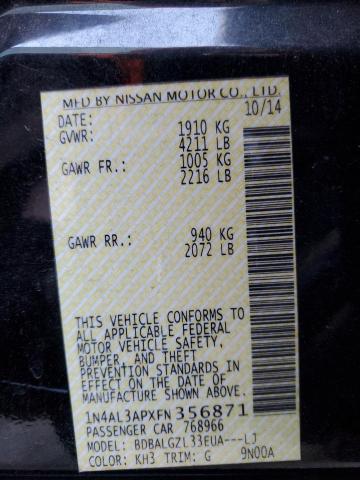 MFD BY NISSAN MOTOR CO., LTD.
DATE: 10/14
GVWR: 1910 KG
4211 LB
GAWR FR.: 1005 KG
2216 LB
GAWR RR.: 940 KG
2072 LB
THIS VEHICLE CONFORMS TO
ALL APPLICABLE FEDERAL
MOTOR VEHICLE SAFETY,
BUMPER, AND THEFT
PREVENTION STANDARDS IN
EFFECT ON THE DATE OF
MANUFACTURE SHOWN ABOVE.
1N4AL3APXFN356871
PASSENGER CAR 768966
MODEL: BDBALGZL33EUA---LJ
COLOR: KH3 TRIM: G 9N00A